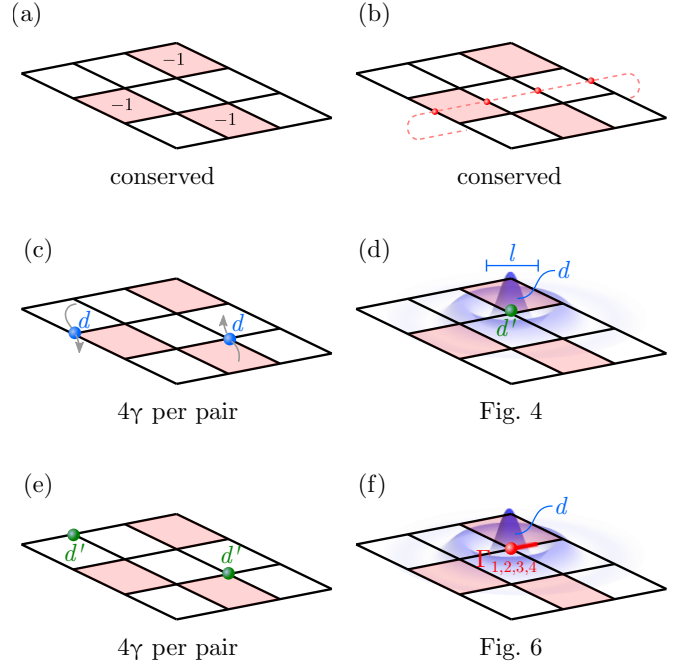 (a) (b)
−1
−1
−1
conserved conserved
(c) (d)
l
d
d d
d′
4γ per pair Fig. 4
(e) (f)
d
d′
d′
Γ1,2,3,4
4γ per pair Fig. 6